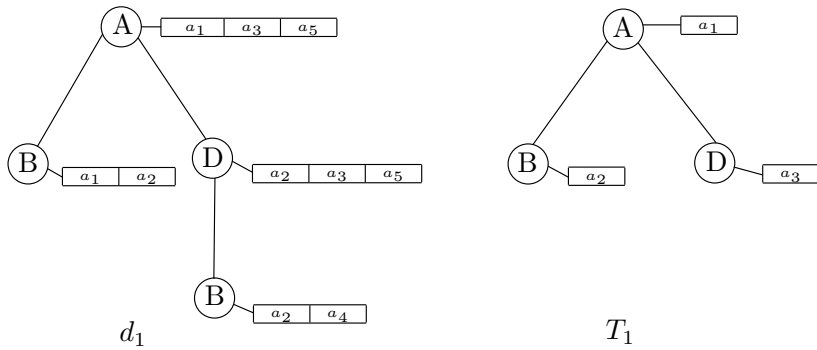 A a₁ a₃ a₅ A a₁
B a₁ a₂ D a₂ a₃ a₅ B a₂ D a₃
B a₂ a₄
d₁ T₁